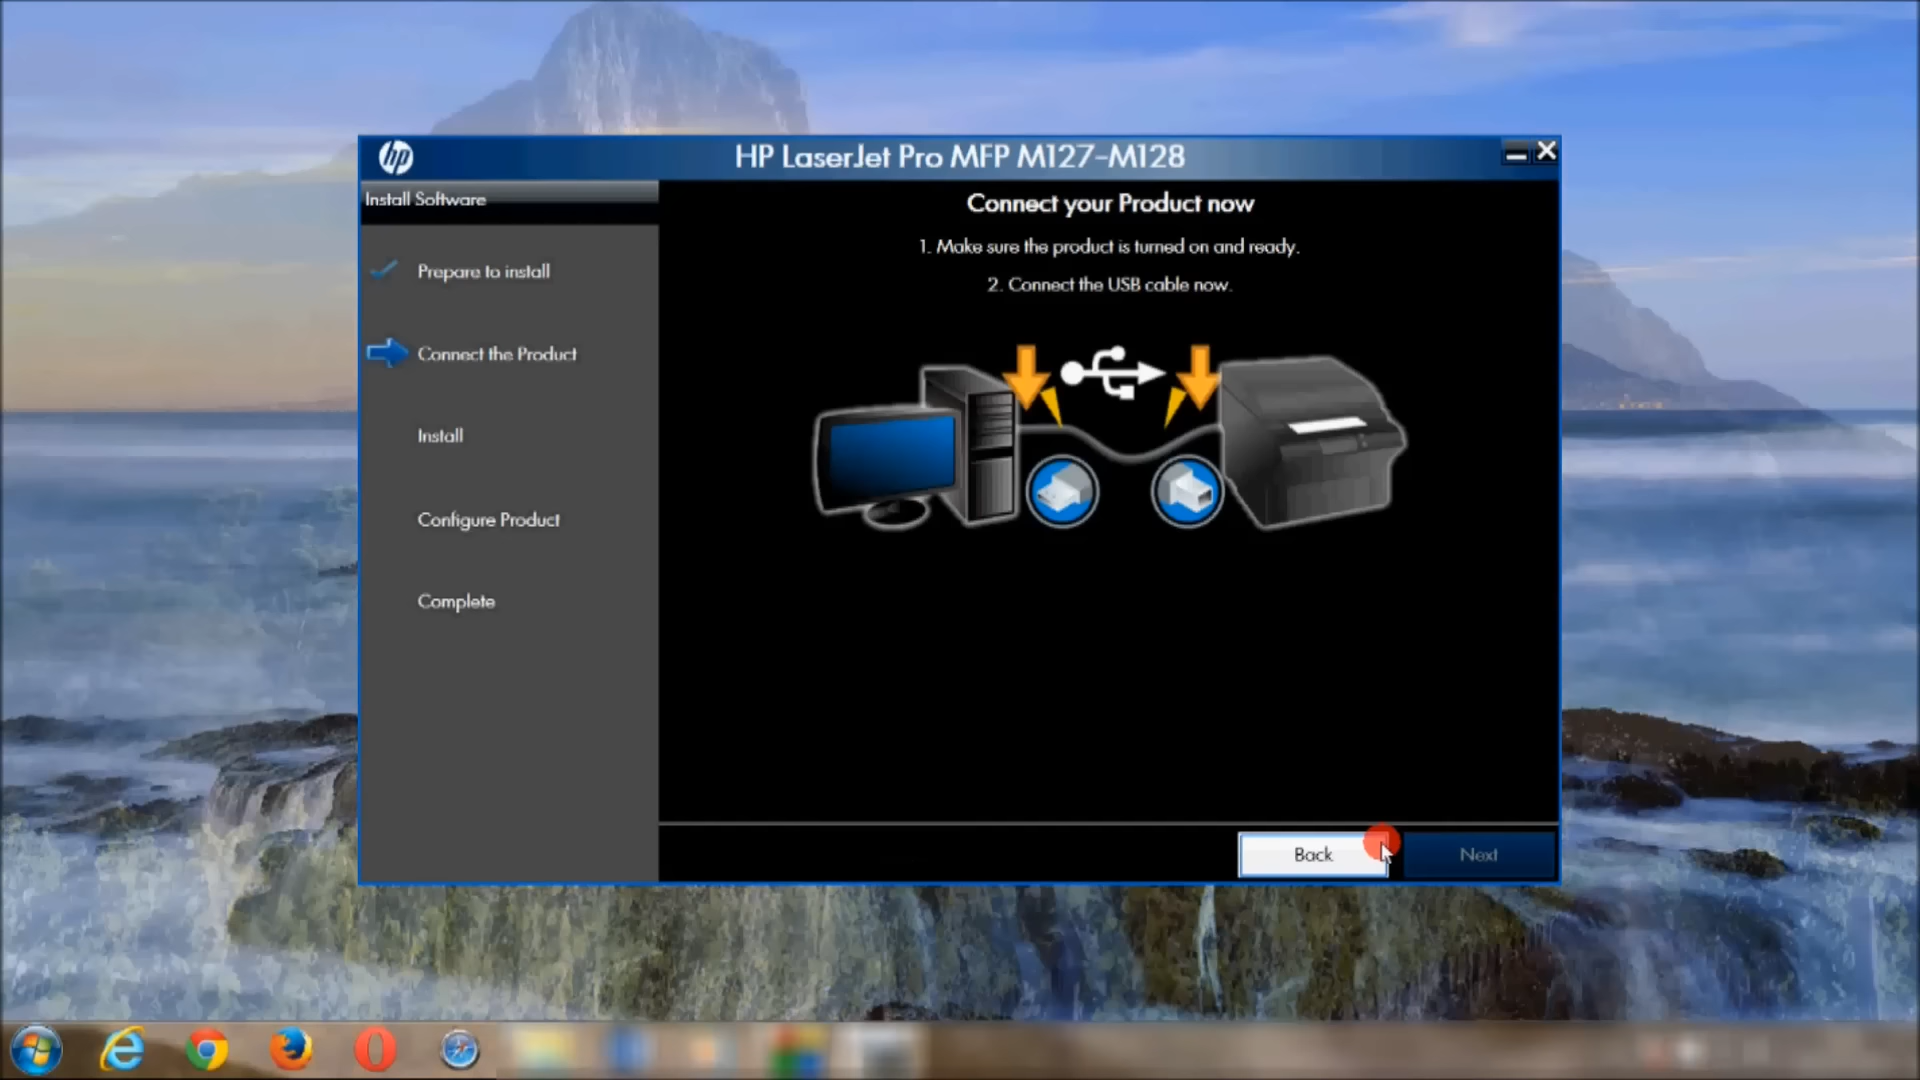 hp
HP LaserJet Pro MFP M127-M128
Install Software
Prepare to install
Connect the Product
Install
Configure Product
Complete
Connect your Product now
1. Make sure the product is turned on and ready.
2. Connect the USB cable now.
Back
Next